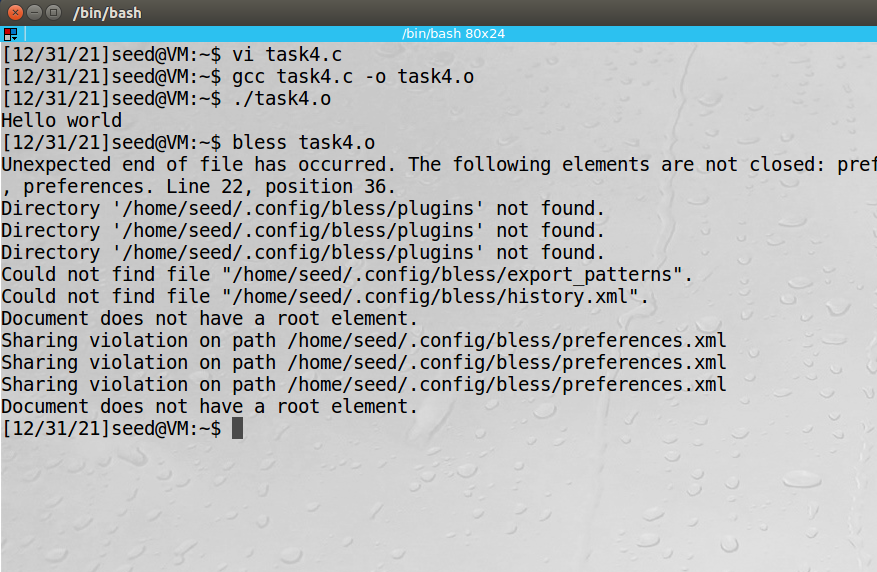 /bin/bash
/bin/bash 80x24
[12/31/21]seed@VM:~$ vi task4.c
[12/31/21]seed@VM:~$ gcc task4.c -o task4.o
[12/31/21]seed@VM:~$ ./task4.o
Hello world
[12/31/21]seed@VM:~$ bless task4.o
Unexpected end of file has occurred. The following elements are not closed: pref
, preferences. Line 22, position 36.
Directory '/home/seed/.config/bless/plugins' not found.
Directory '/home/seed/.config/bless/plugins' not found.
Directory '/home/seed/.config/bless/plugins' not found.
Could not find file "/home/seed/.config/bless/export_patterns".
Could not find file "/home/seed/.config/bless/history.xml".
Document does not have a root element.
Sharing violation on path /home/seed/.config/bless/preferences.xml
Sharing violation on path /home/seed/.config/bless/preferences.xml
Sharing violation on path /home/seed/.config/bless/preferences.xml
Document does not have a root element.
[12/31/21]seed@VM:~$